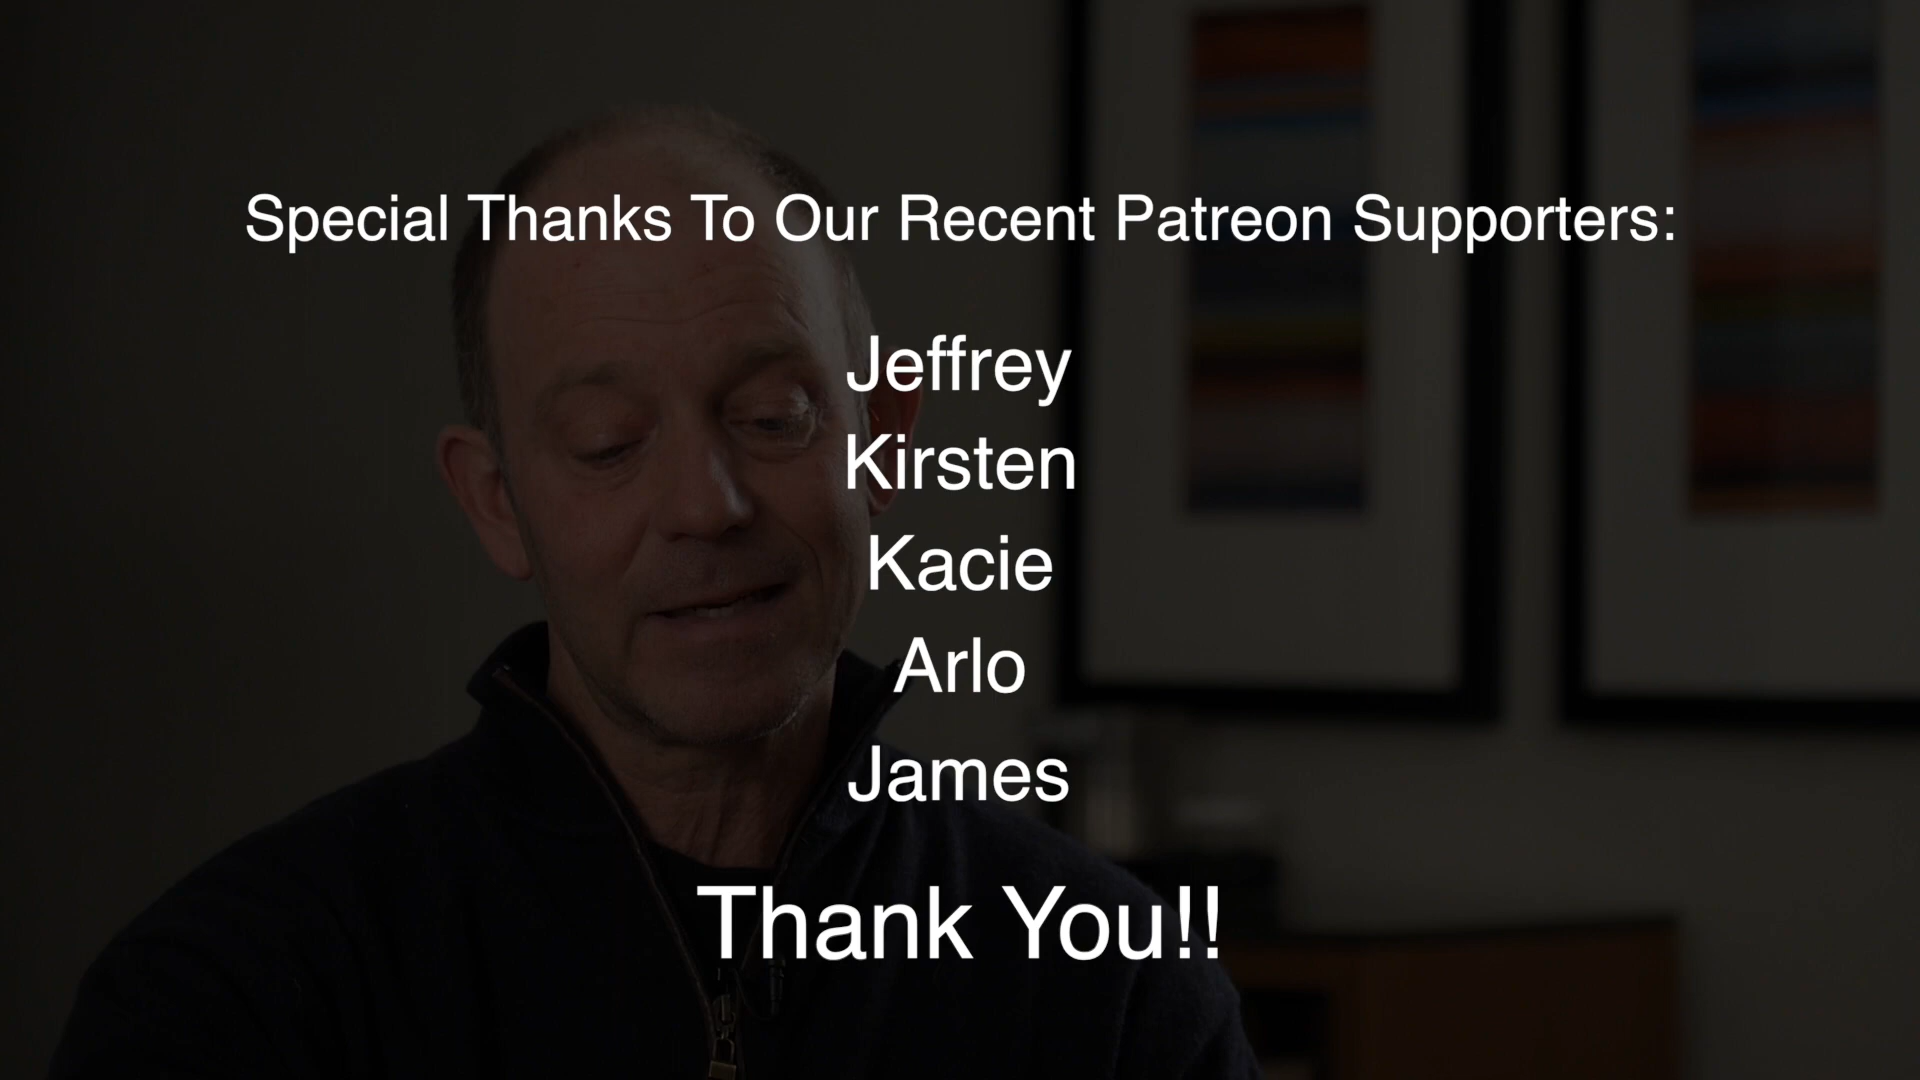 Special Thanks To Our Recent Patreon Supporters:
Jeffrey
Kirsten
Kacie
Arlo
James
Thank You!!